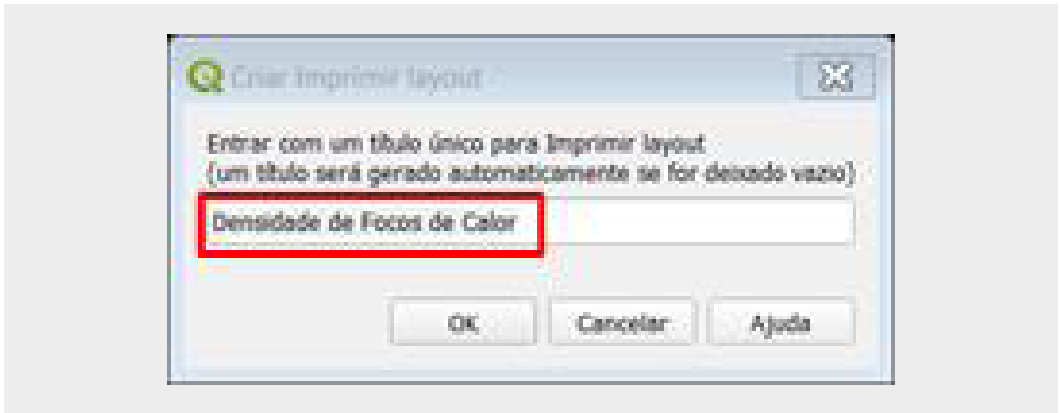 Criar Imprimir layout
Entrar com um título único para Imprimir layout
(um título será gerado automaticamente se for deixado vazio)
Densidade de Focos de Calor
OK Cancelar Ajuda